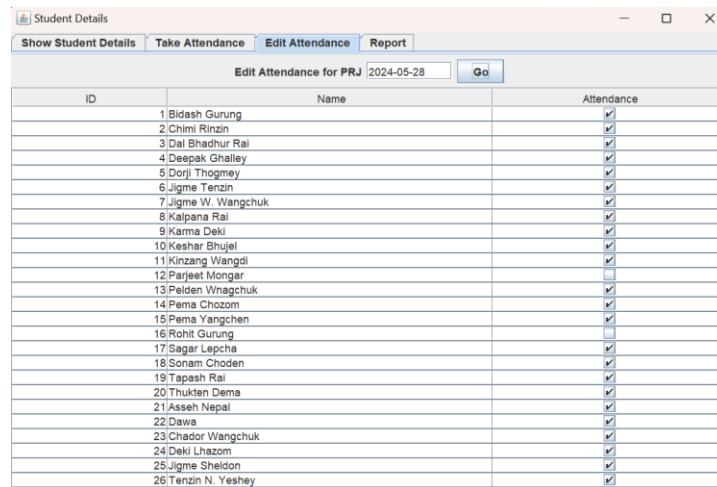 Student Details
Show Student Details Take Attendance Edit Attendance Report
Edit Attendance for PRJ 2024-05-28 Go
ID Name Attendance
1 Bidash Gurung
2 Chimi Rinzin
3 Dal Bhadhur Rai
4 Deepak Ghalley
5 Dorji Thogmey
6 Jigme Tenzin
7 Jigme W. Wangchuk
8 Kalpana Rai
9 Karma Deki
10 Keshar Bhujel
11 Kinzang Wangdi
12 Parjeet Mongar
13 Pelden Wnagchuk
14 Pema Chozom
15 Pema Yangchen
16 Rohit Gurung
17 Sagar Lepcha
18 Sonam Choden
19 Tapash Rai
20 Thukten Dema
21 Asseh Nepal
22 Dawa
23 Chador Wangchuk
24 Deki Lhazom
25 Jigme Sheldon
26 Tenzin N. Yeshey